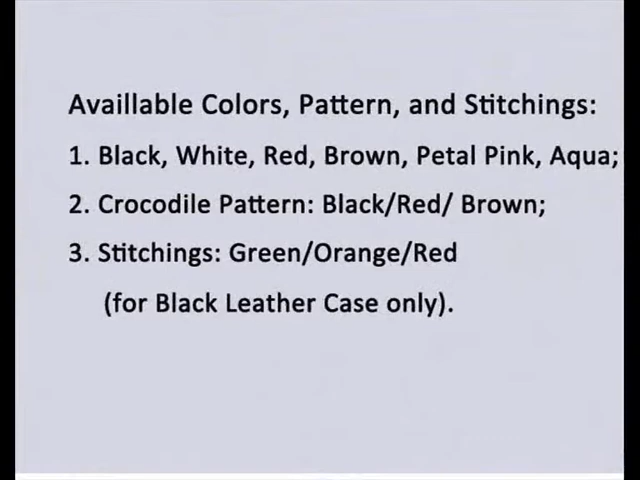 Availlable Colors, Pattern, and Stitchings:
1. Black, White, Red, Brown, Petal Pink, Aqua;
2. Crocodile Pattern: Black/Red/ Brown;
3. Stitchings: Green/Orange/Red
(for Black Leather Case only).